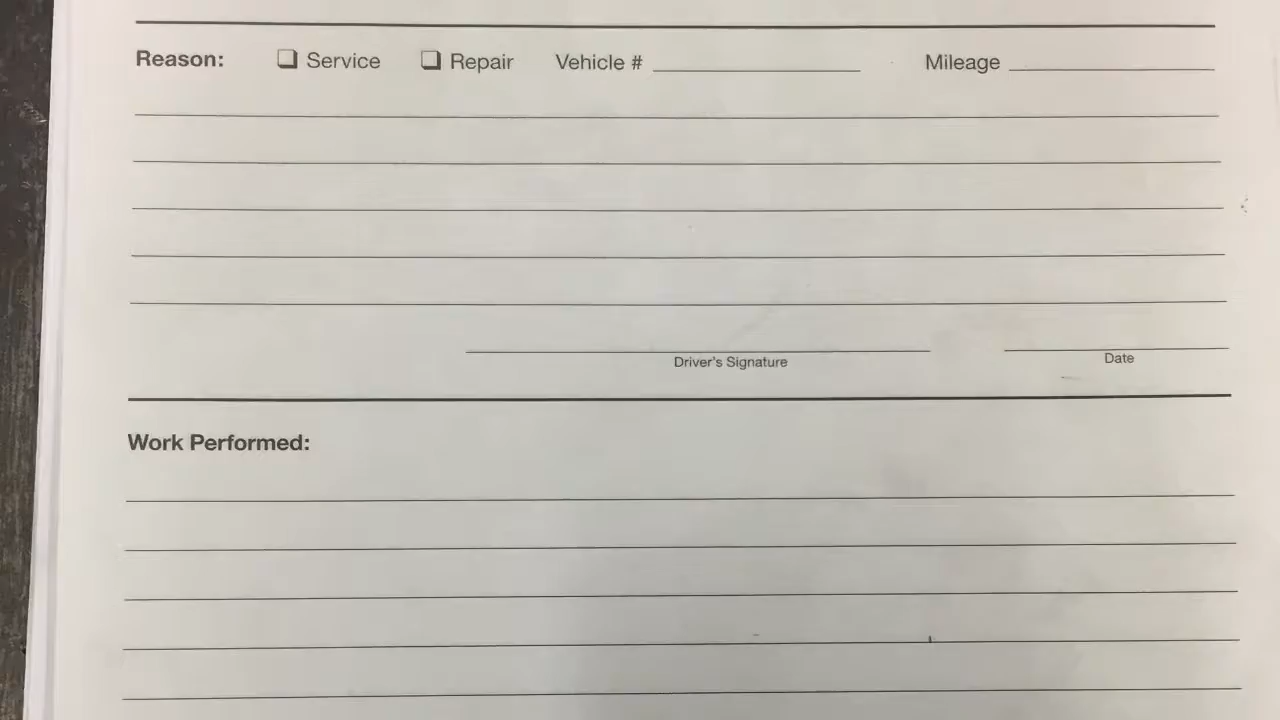 Reason: Service Repair Vehicle # Mileage
Driver's Signature Date
Work Performed: